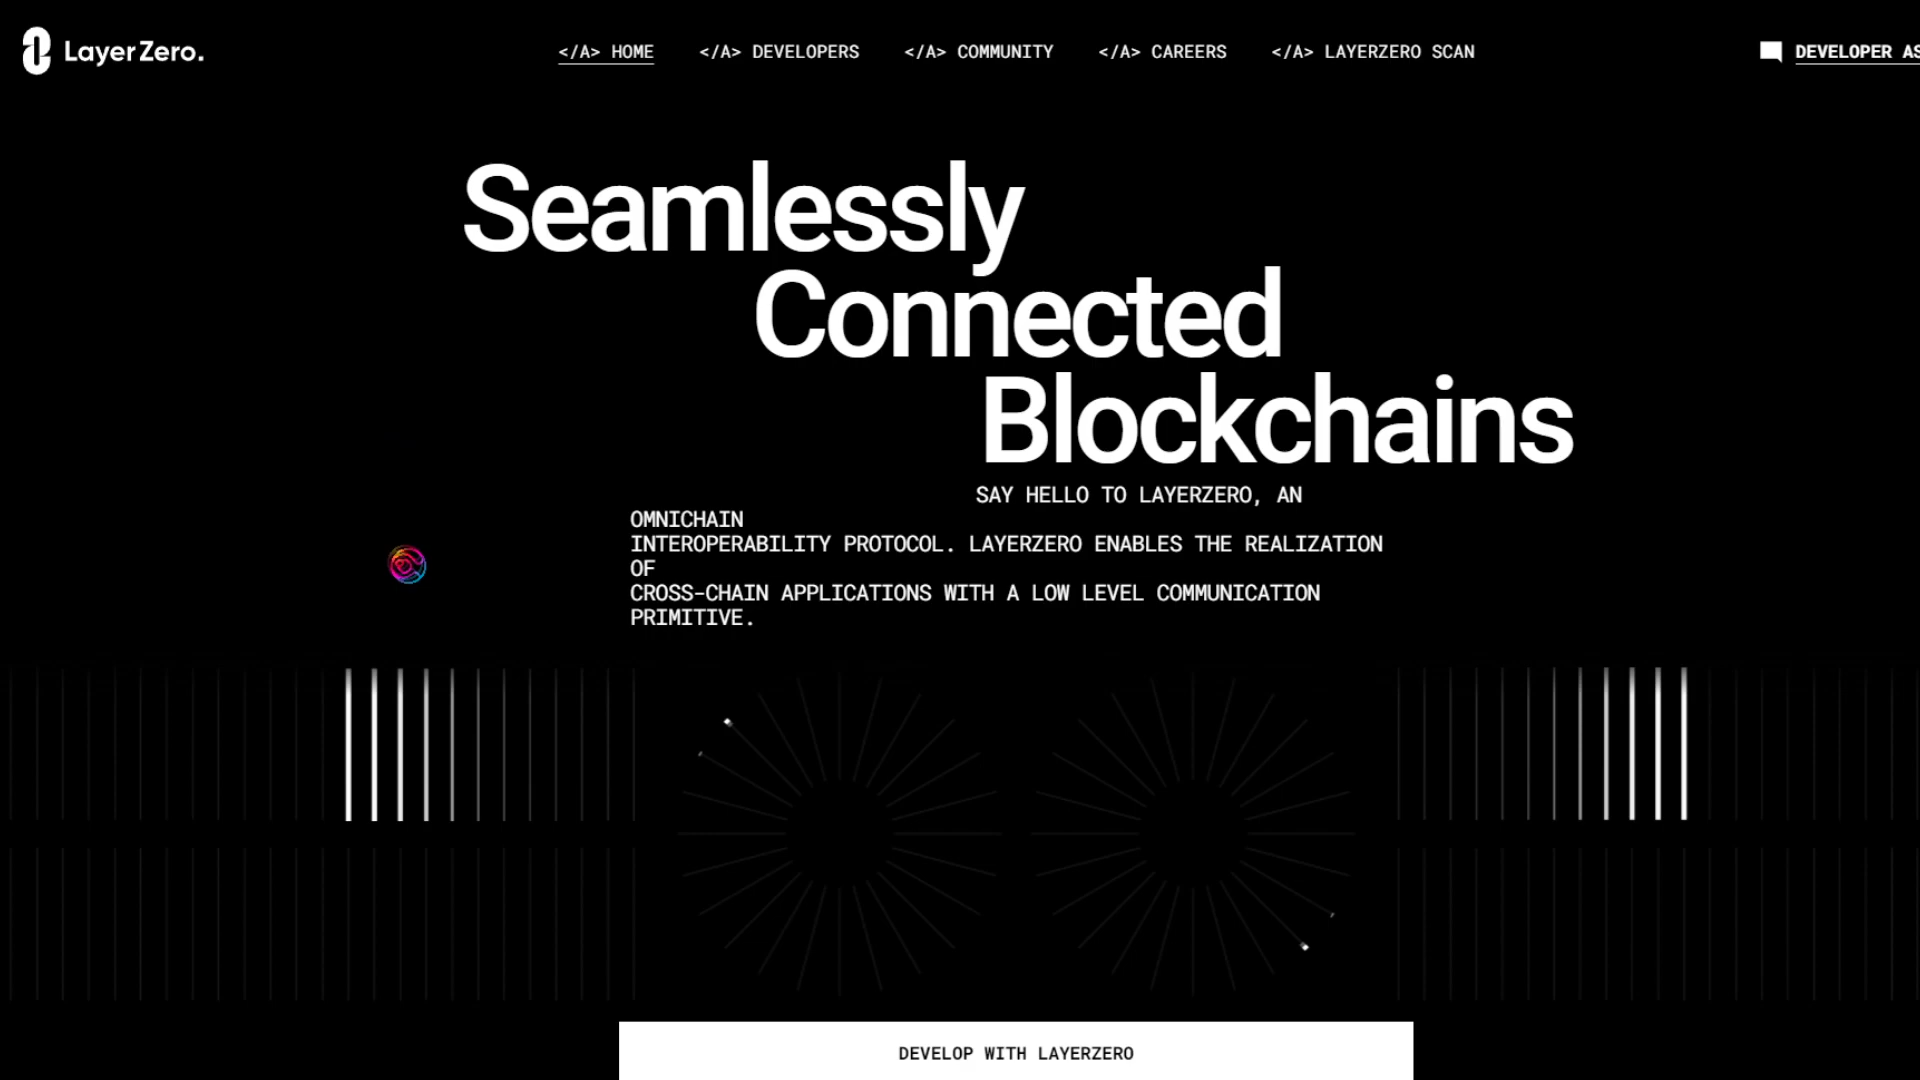 LayerZero.
</A> HOME
</A> DEVELOPERS
</A> COMMUNITY
</A> CAREERS
</A> LAYERZERO SCAN
DEVELOPER
Seamlessly
Connected
Blockchains
SAY HELLO TO LAYERZERO, AN
OMNICHAIN
INTEROPERABILITY PROTOCOL. LAYERZERO ENABLES THE REALIZATION
OF
CROSS-CHAIN APPLICATIONS WITH A LOW LEVEL COMMUNICATION
PRIMITIVE.
DEVELOP WITH LAYERZERO